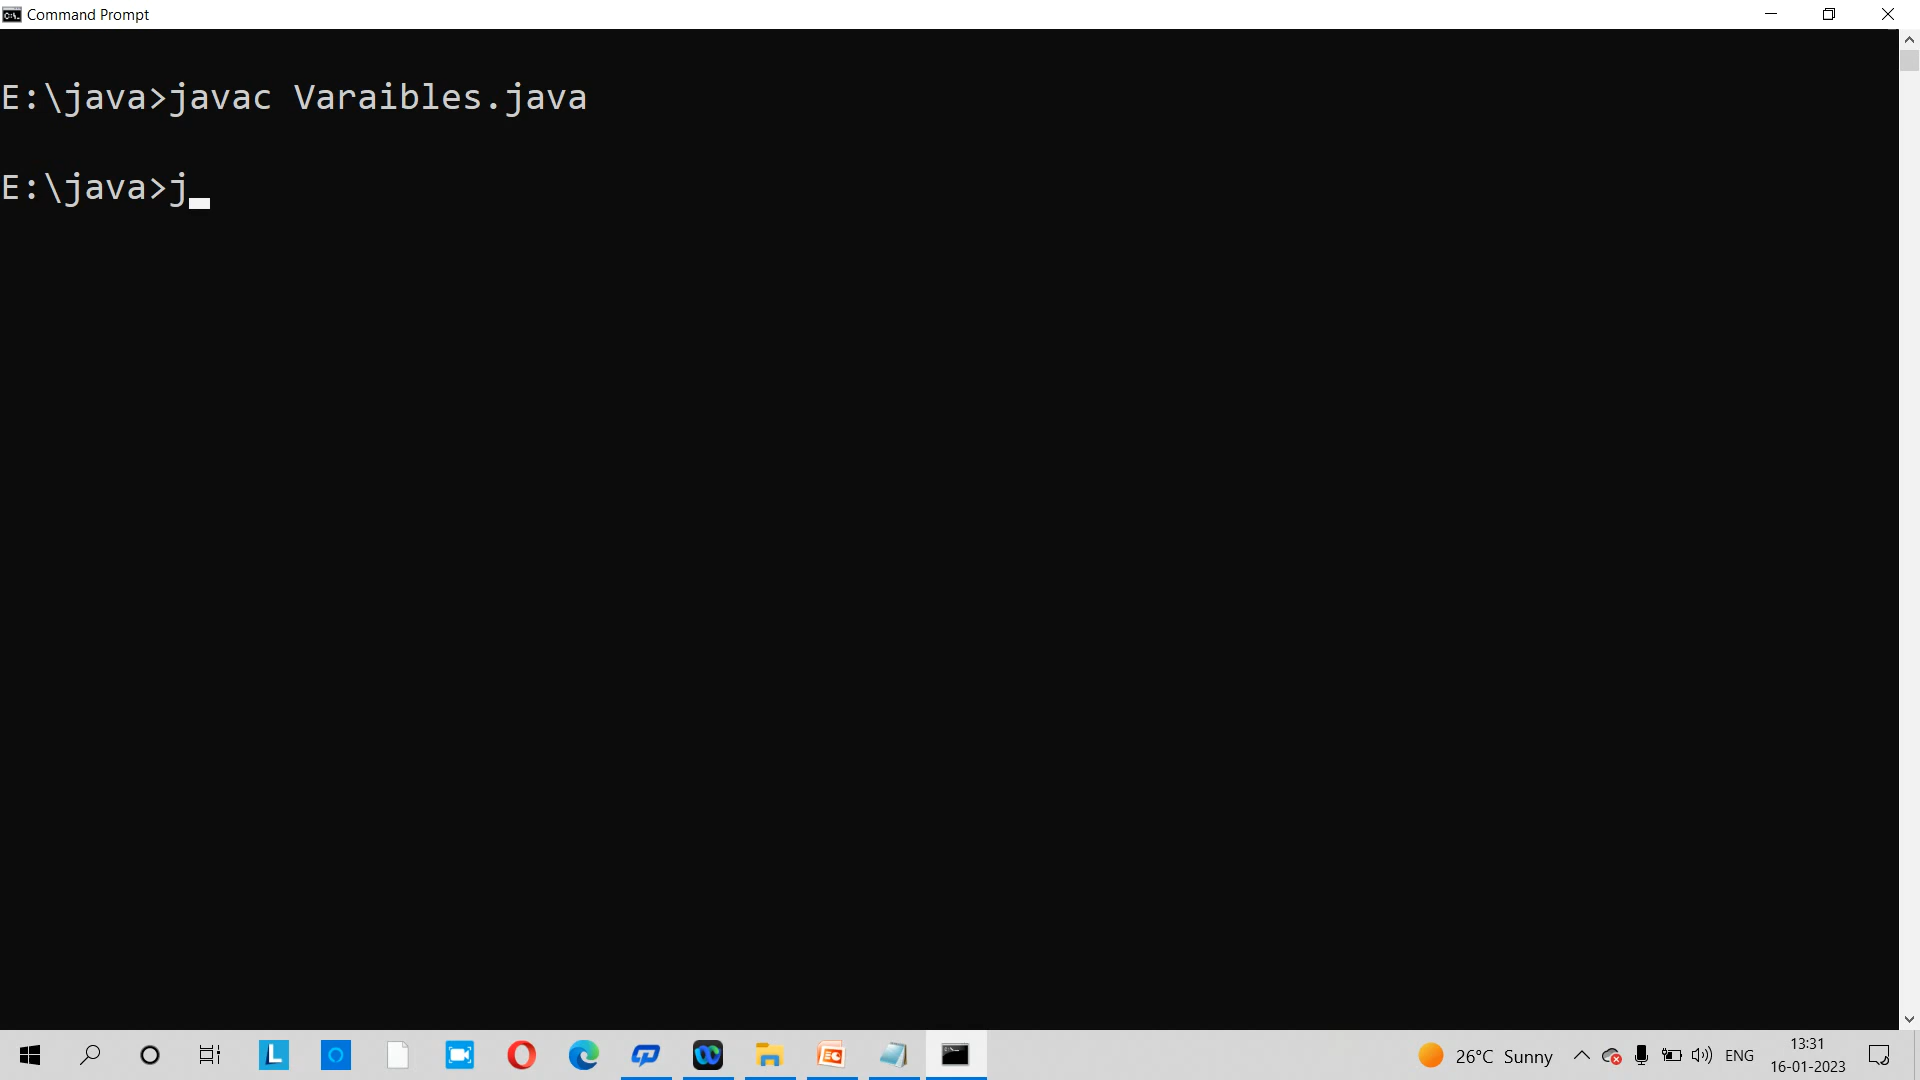 Command Prompt
E:\java>javac Varaibles.java
E:\java>j
26°C Sunny
ENG
13:31
16-01-2023